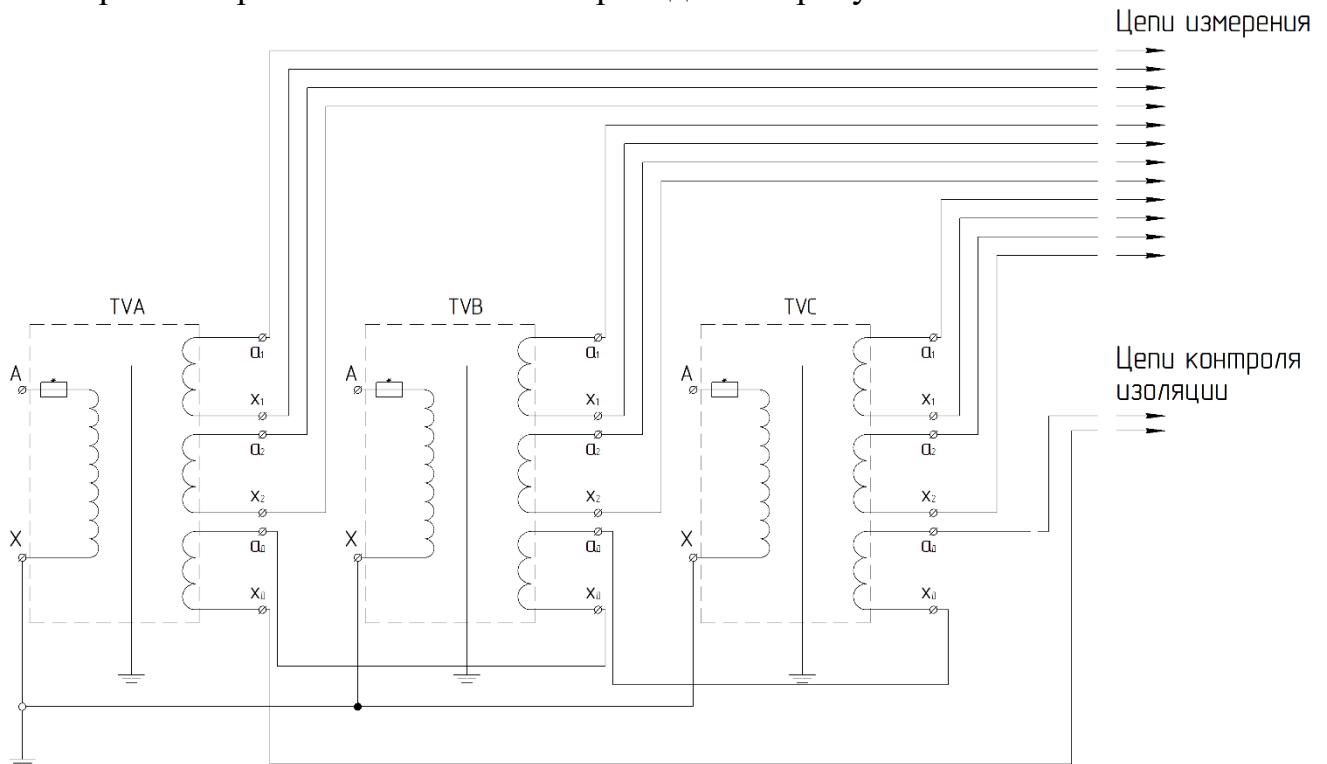 Цепи измерения
TVA TVB TVC
a₁ a₁ a₁
Цепи контроля
изоляции
A A A
x₁ x₁ x₁
a₂ a₂ a₂
x₂ x₂ x₂
X X X
a₀ a₀ a₀
x₀ x₀ x₀